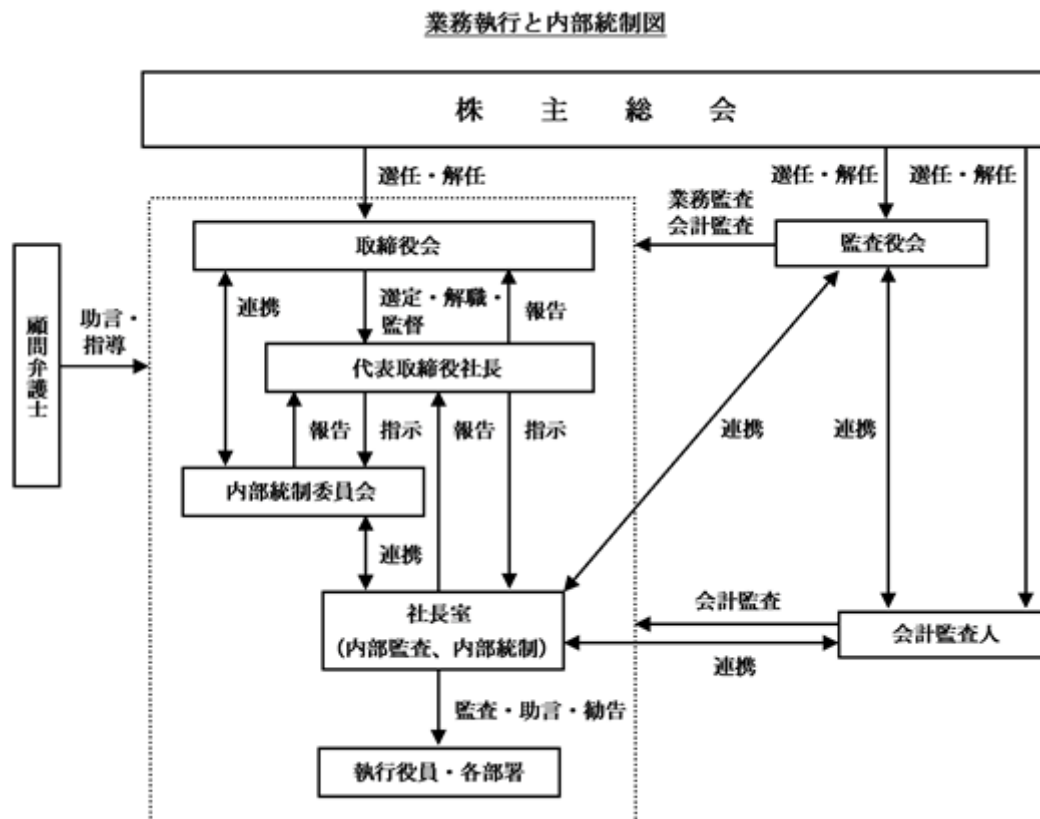 業務執行と内部統制図
株主総会
選任・解任
選任・解任
選任・解任
業務監査
会計監査
取締役会
監査役会
顧問弁護士
助言・
指導
連携
選定・解職・
監督
報告
代表取締役社長
報告
指示
報告
指示
連携
連携
内部統制委員会
連携
社長室
(内部監査、内部統制)
会計監査
会計監査人
連携
監査・助言・勧告
執行役員・各部署